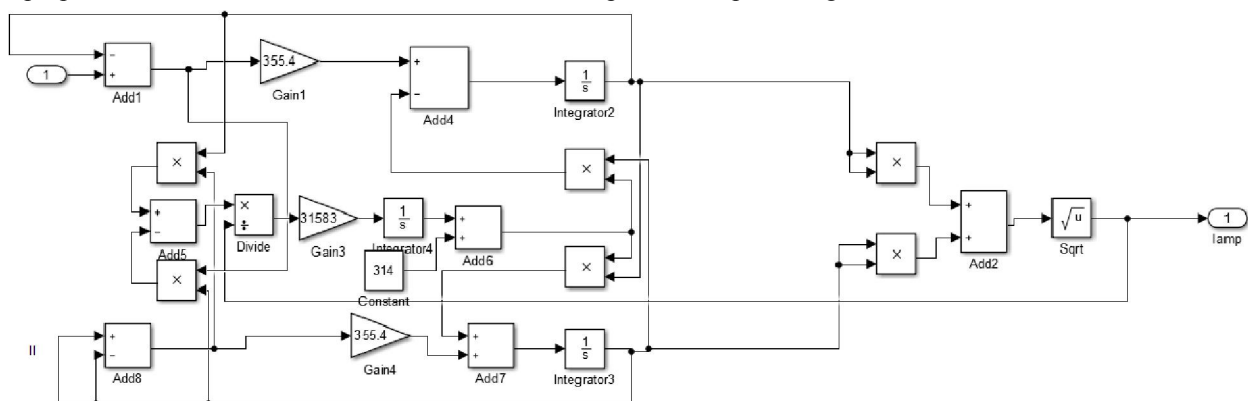 −
1
+
Add1
355.4
Gain1
+
−
Add4
1
s
Integrator2
×
×
×
+
−
Add5
×
÷
Divide
31583
Gain3
1
s
Integrator4
+
+
Add6
+
+
Add2
√u
Sqrt
1
Iamp
×
×
314
Constant
×
+
−
Add8
355.4
Gain4
+
+
Add7
1
s
Integrator3